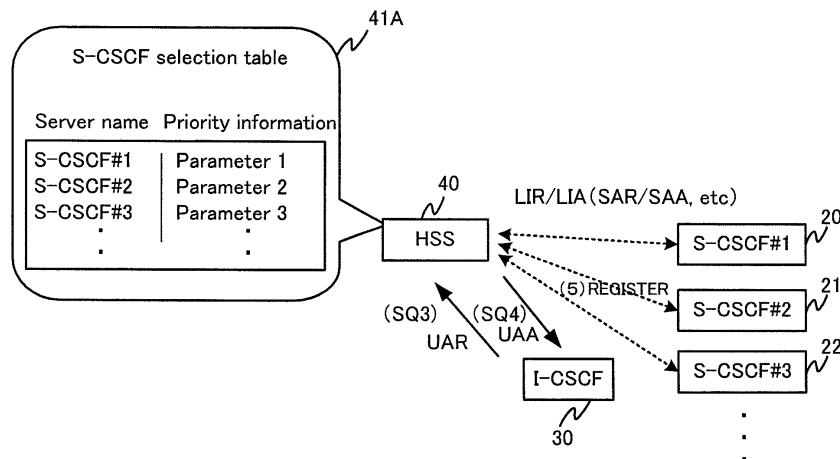 41A
S-CSCF selection table
Server name Priority information
S-CSCF#1 Parameter 1
S-CSCF#2 Parameter 2
S-CSCF#3 Parameter 3
40
HSS
LIR/LIA(SAR/SAA, etc)
20
S-CSCF#1
(5)REGISTER
21
S-CSCF#2
22
S-CSCF#3
(SQ3)
UAR
(SQ4)
UAA
I-CSCF
30